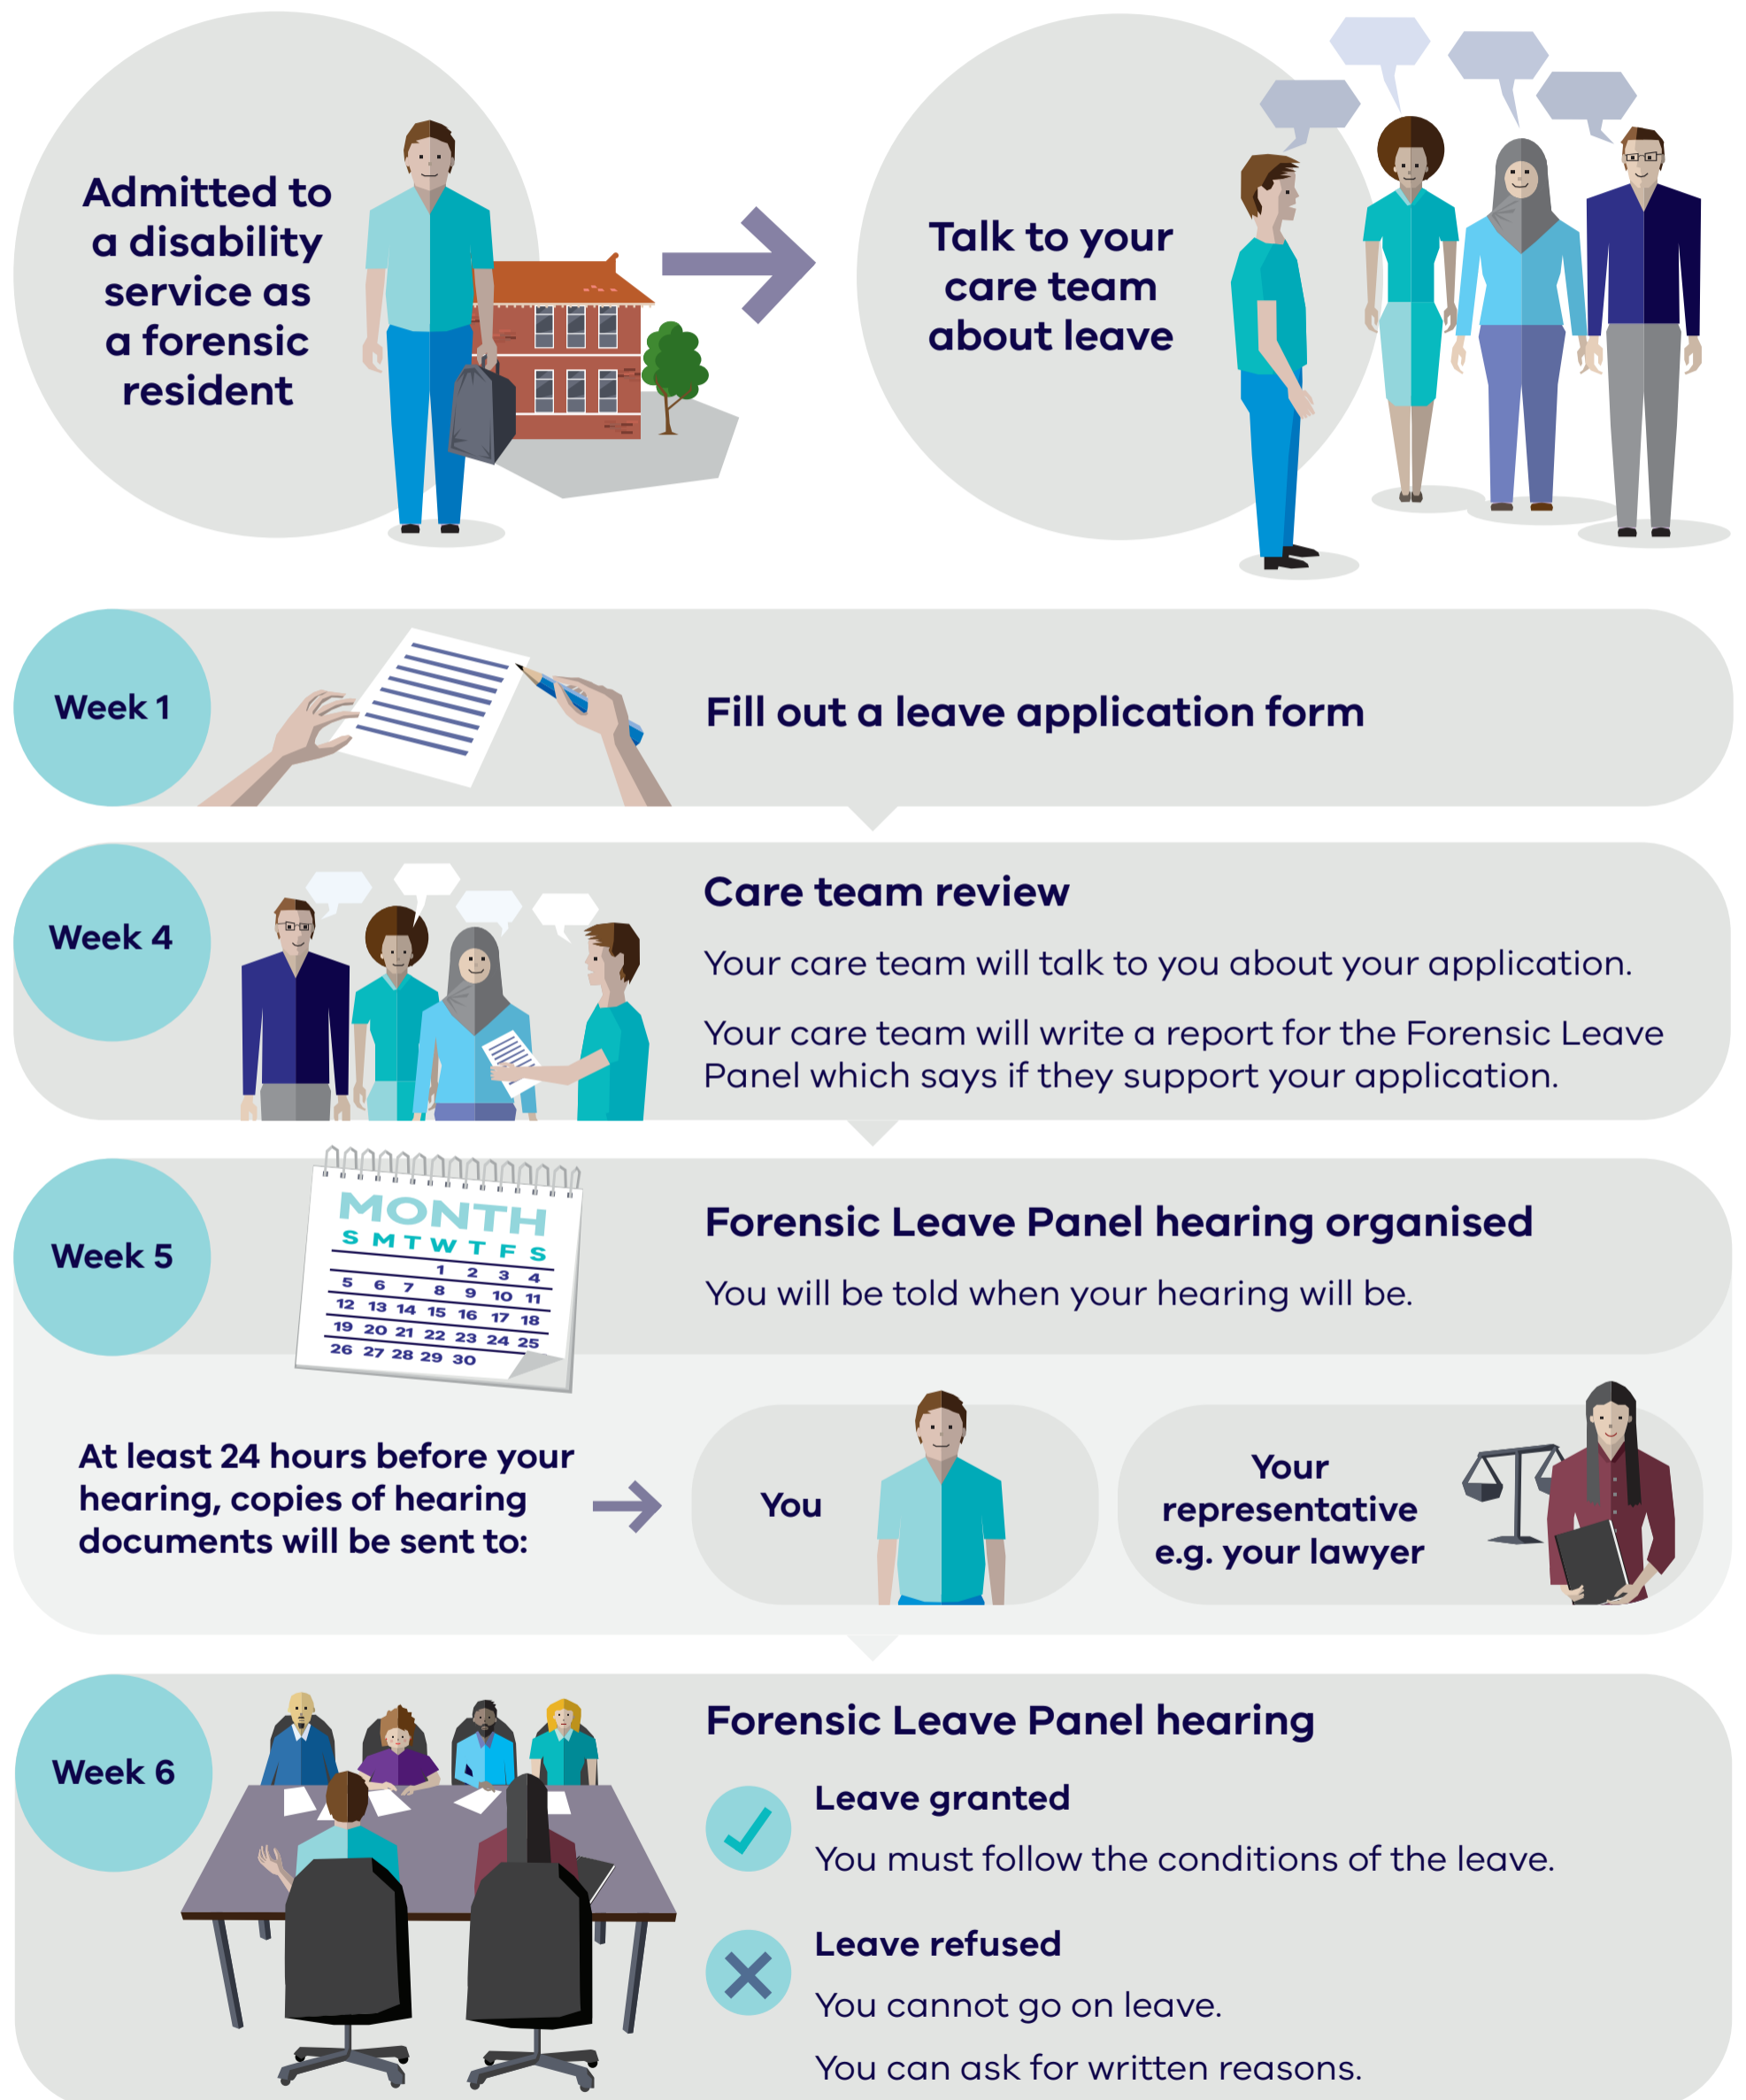 Admitted to
a disability
service as
a forensic
resident
Talk to your
care team
about leave
Week 1
Fill out a leave application form
Week 4
Care team review
Your care team will talk to you about your application.
Your care team will write a report for the Forensic Leave
Panel which says if they support your application.
Week 5
MONTH
S M T W T F S
1 2 3 4
5 6 7 8 9 10 11
12 13 14 15 16 17 18
19 20 21 22 23 24 25
26 27 28 29 30
Forensic Leave Panel hearing organised
You will be told when your hearing will be.
At least 24 hours before your
hearing, copies of hearing
documents will be sent to:
You
Your
representative
e.g. your lawyer
Week 6
Forensic Leave Panel hearing
Leave granted
You must follow the conditions of the leave.
Leave refused
You cannot go on leave.
You can ask for written reasons.